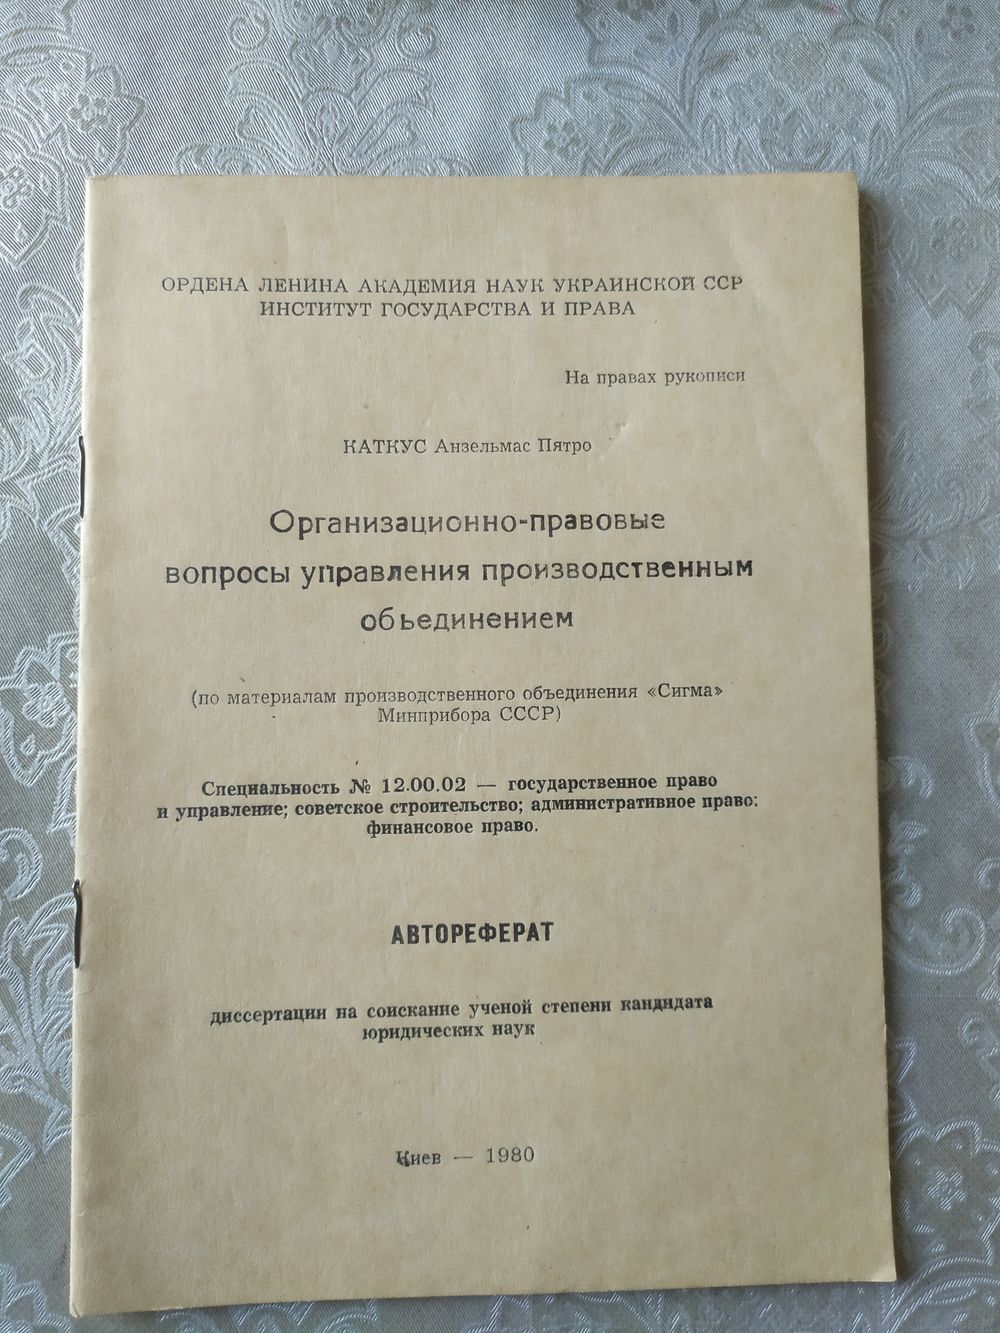 ОРДЕНА ЛЕНИНА АКАДЕМИЯ НАУК УКРАИНСКОЙ ССР
ИНСТИТУТ ГОСУДАРСТВА И ПРАВА
На правах рукописи
КАТКУС Анзельмас Пятро
Организационно-правовые
вопросы управления производственным
обьединением
(по материалам производственного объединения «Сигма»
Минприбора СССР)
Специальность № 12.00.02 — государственное право
и управление; советское строительство; административное право;
финансовое право.
АВТОРЕФЕРАТ
диссертации на соискание ученой степени кандидата
юридических наук
Киев — 1980